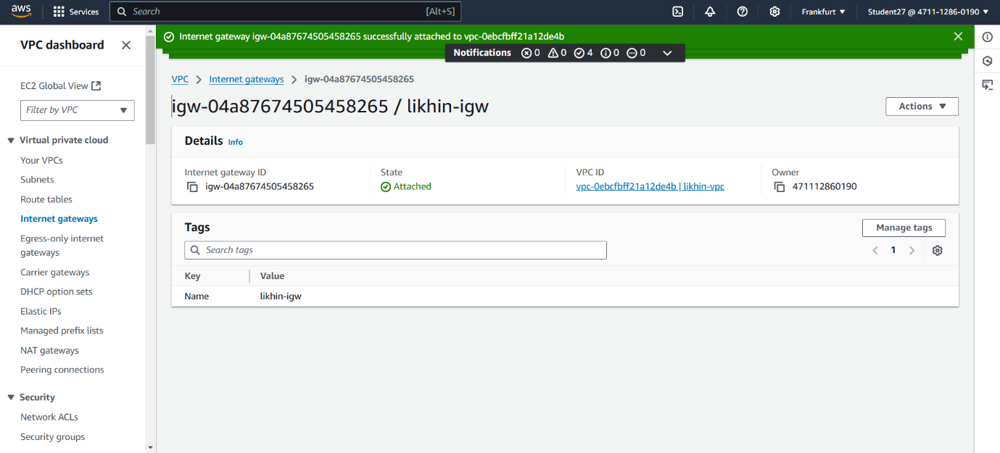 aws Services Search [Alt+S] Frankfurt Student27 @ 4711-1286-0190
Internet gateway igw-04a87674505458265 successfully attached to vpc-0ebcfbff21a12de4b
Notifications 0 0 4 0 0
VPC dashboard
EC2 Global View
Filter by VPC
Virtual private cloud
Your VPCs
Subnets
Route tables
Internet gateways
Egress-only internet
gateways
Carrier gateways
DHCP option sets
Elastic IPs
Managed prefix lists
NAT gateways
Peering connections
Security
Network ACLs
Security groups
VPC Internet gateways igw-04a87674505458265
igw-04a87674505458265 / likhin-igw
Actions
Details Info
Internet gateway ID State VPC ID Owner
igw-04a87674505458265 Attached vpc-0ebcfbff21a12de4b | likhin-vpc 471112860190
Tags
Manage tags
Search tags
1
Key Value
Name likhin-igw